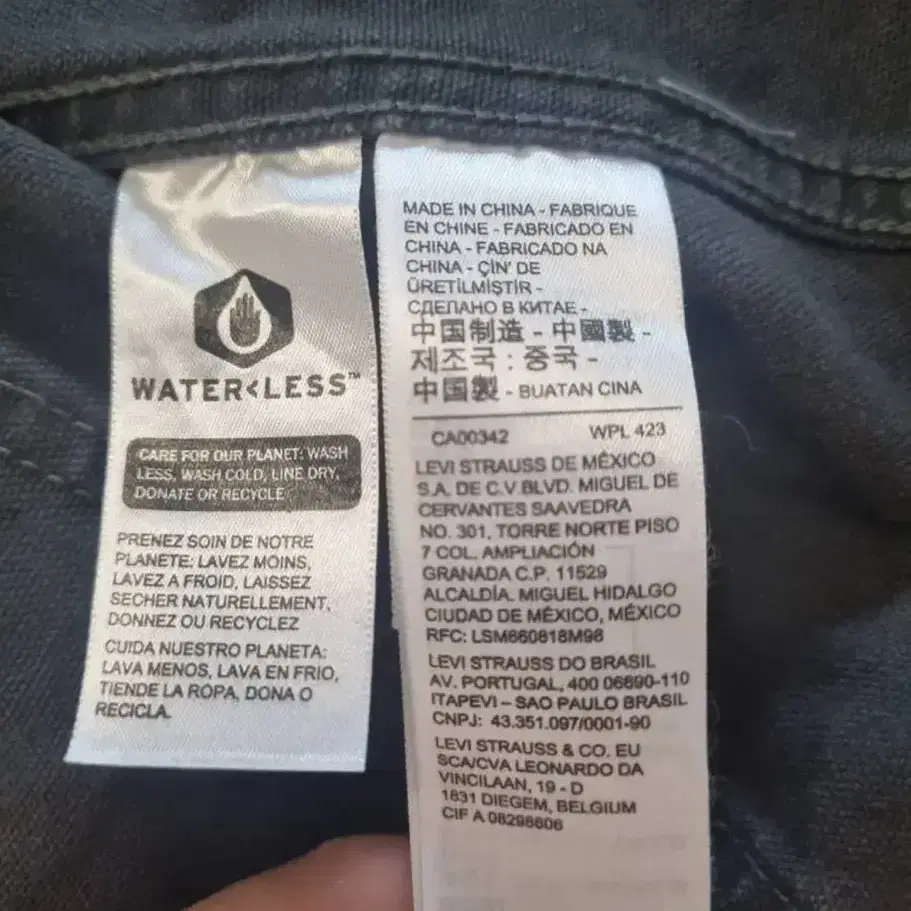 WATER<LESS™
CARE FOR OUR PLANET: WASH
LESS, WASH COLD, LINE DRY,
DONATE OR RECYCLE
PRENEZ SOIN DE NOTRE
PLANETE: LAVEZ MOINS,
LAVEZ A FROID, LAISSEZ
SECHER NATURELLEMENT,
DONNEZ OU RECYCLEZ
CUIDA NUESTRO PLANETA:
LAVA MENOS, LAVA EN FRIO,
TIENDE LA ROPA, DONA O
RECICLA.
MADE IN CHINA - FABRIQUE
EN CHINE - FABRICADO EN
CHINA - FABRICADO NA
CHINA - ÇİN' DE
ÜRETİLMİŞTİR -
СДЕЛАНО В КИТАЕ -
中国制造 - 中國製 -
제조국 : 중국 -
中国製 - BUATAN CINA
CA00342 WPL 423
LEVI STRAUSS DE MÉXICO
S.A. DE C.V.BLVD. MIGUEL DE
CERVANTES SAAVEDRA
NO. 301, TORRE NORTE PISO
7 COL. AMPLIACIÓN
GRANADA C.P. 11529
ALCALDÍA. MIGUEL HIDALGO
CIUDAD DE MÉXICO, MÉXICO
RFC: LSM660818M98
LEVI STRAUSS DO BRASIL
AV. PORTUGAL, 400 06690-110
ITAPEVI – SAO PAULO BRASIL
CNPJ: 43.351.097/0001-90
LEVI STRAUSS & CO. EU
SCA/CVA LEONARDO DA
VINCILAAN, 19 - D
1831 DIEGEM, BELGIUM
CIF A 08298606